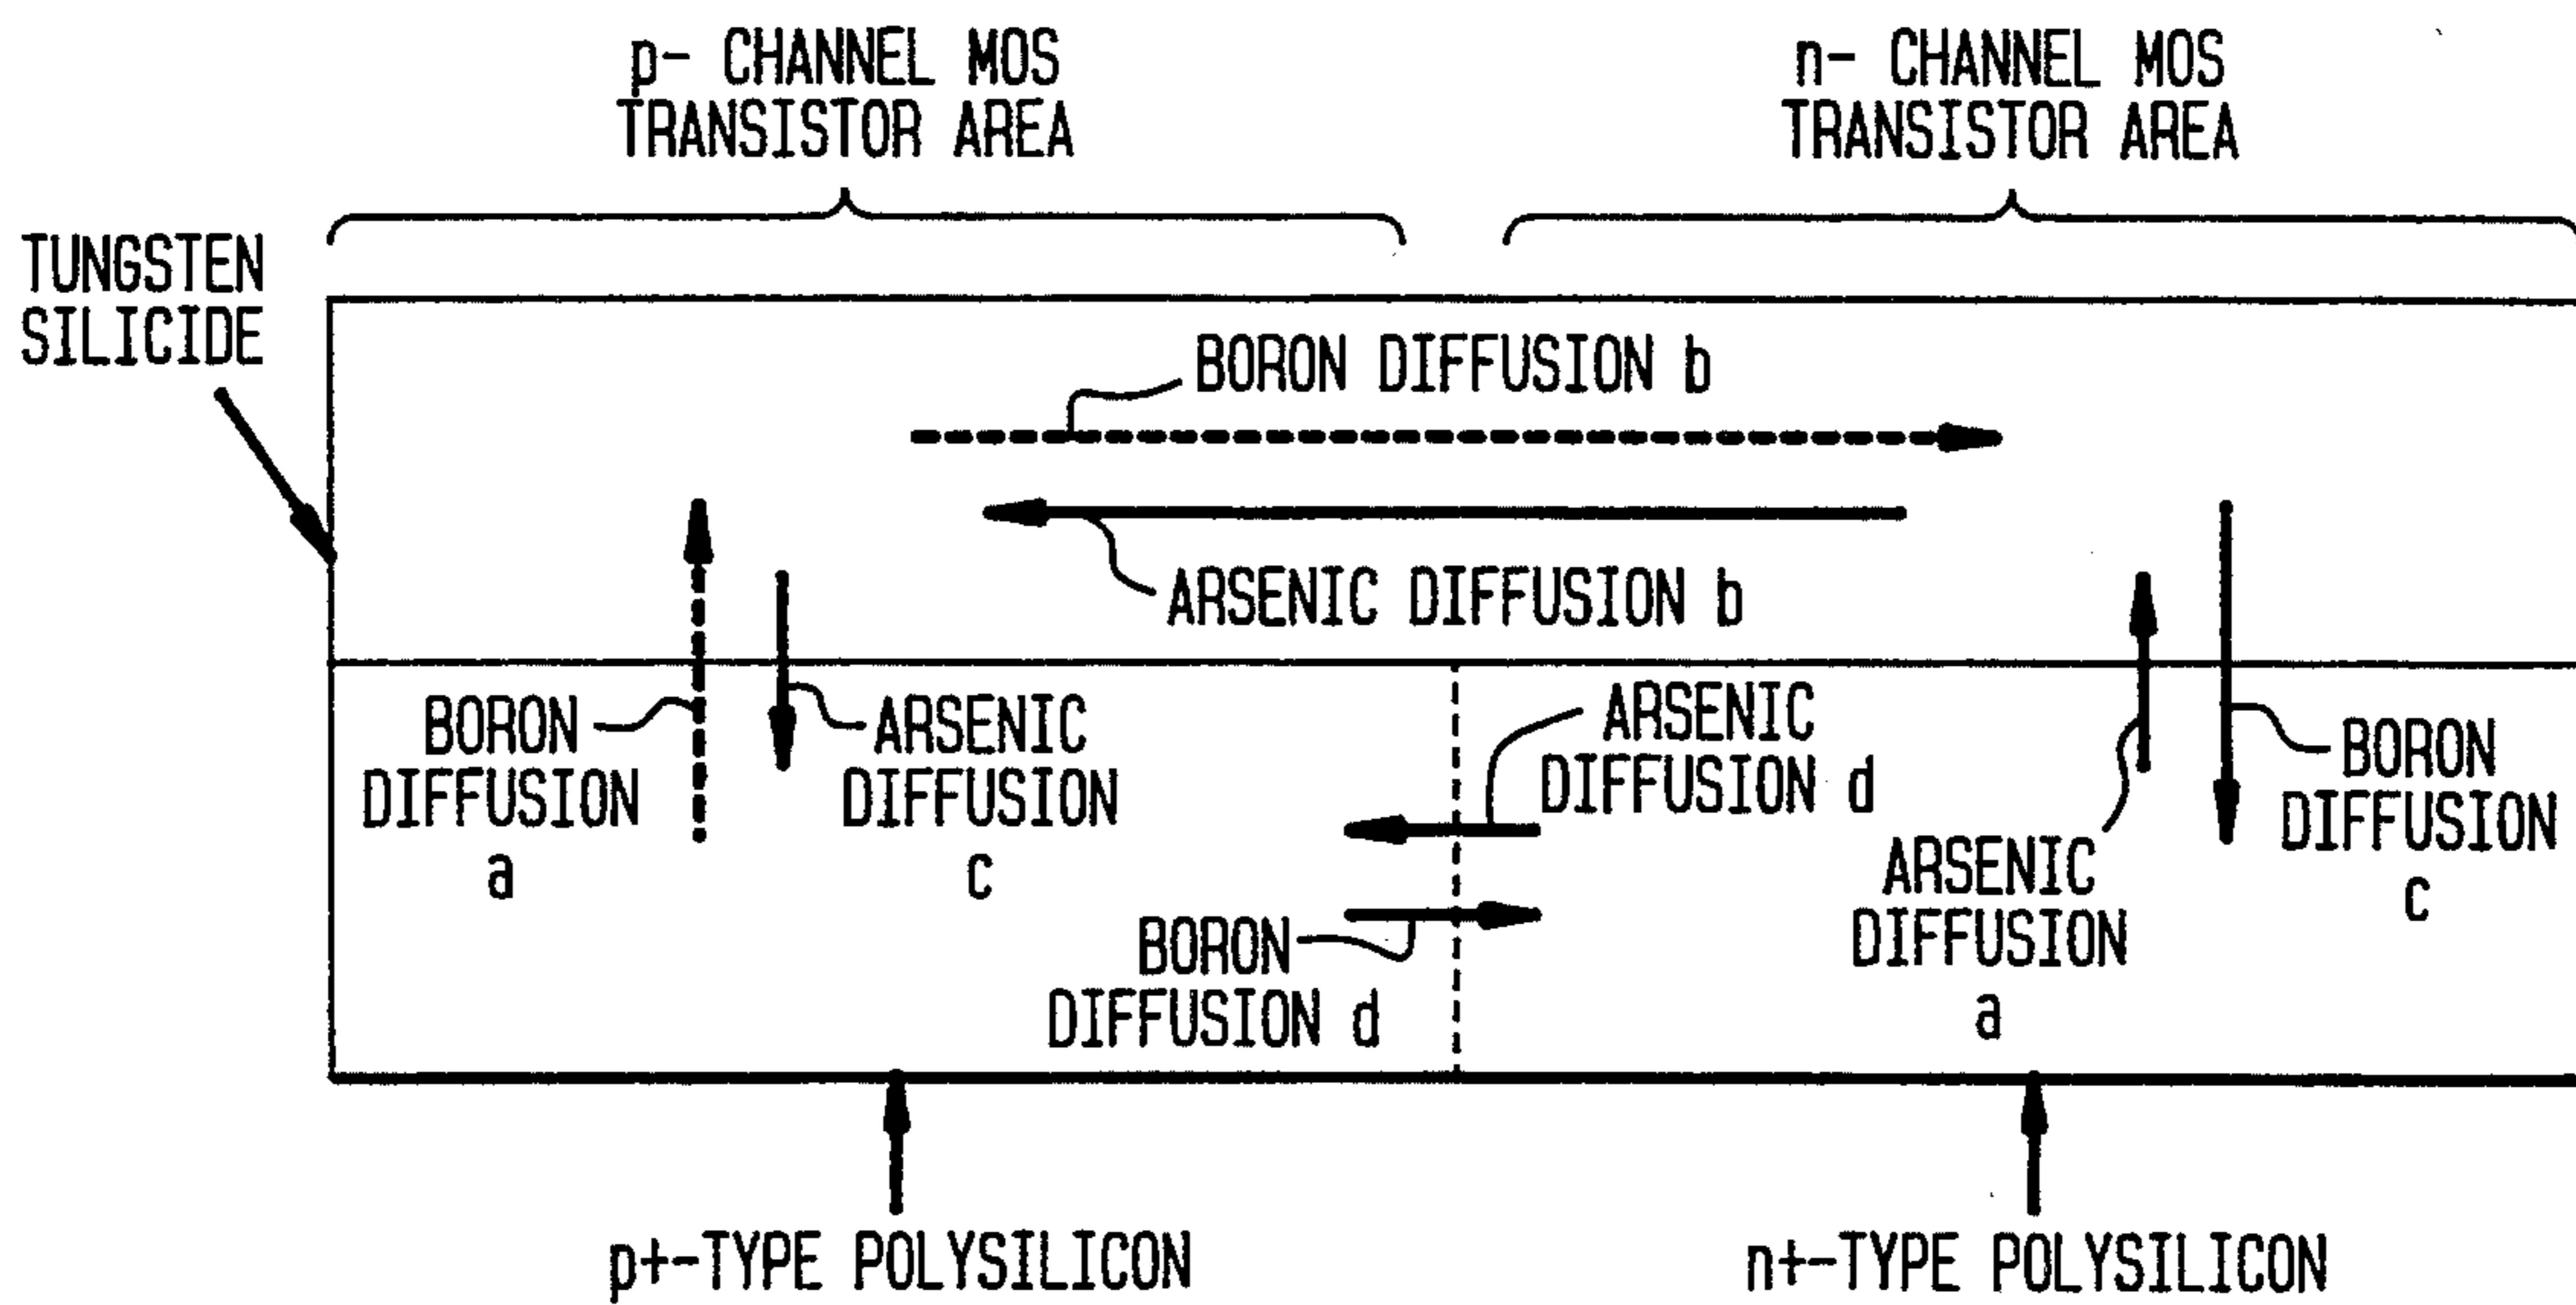 p- CHANNEL MOS
TRANSISTOR AREA
n- CHANNEL MOS
TRANSISTOR AREA
TUNGSTEN
SILICIDE
BORON DIFFUSION b
ARSENIC DIFFUSION b
BORON
DIFFUSION
a
ARSENIC
DIFFUSION
c
ARSENIC
DIFFUSION d
BORON
DIFFUSION d
ARSENIC
DIFFUSION
a
BORON
DIFFUSION
c
p+-TYPE POLYSILICON
n+-TYPE POLYSILICON